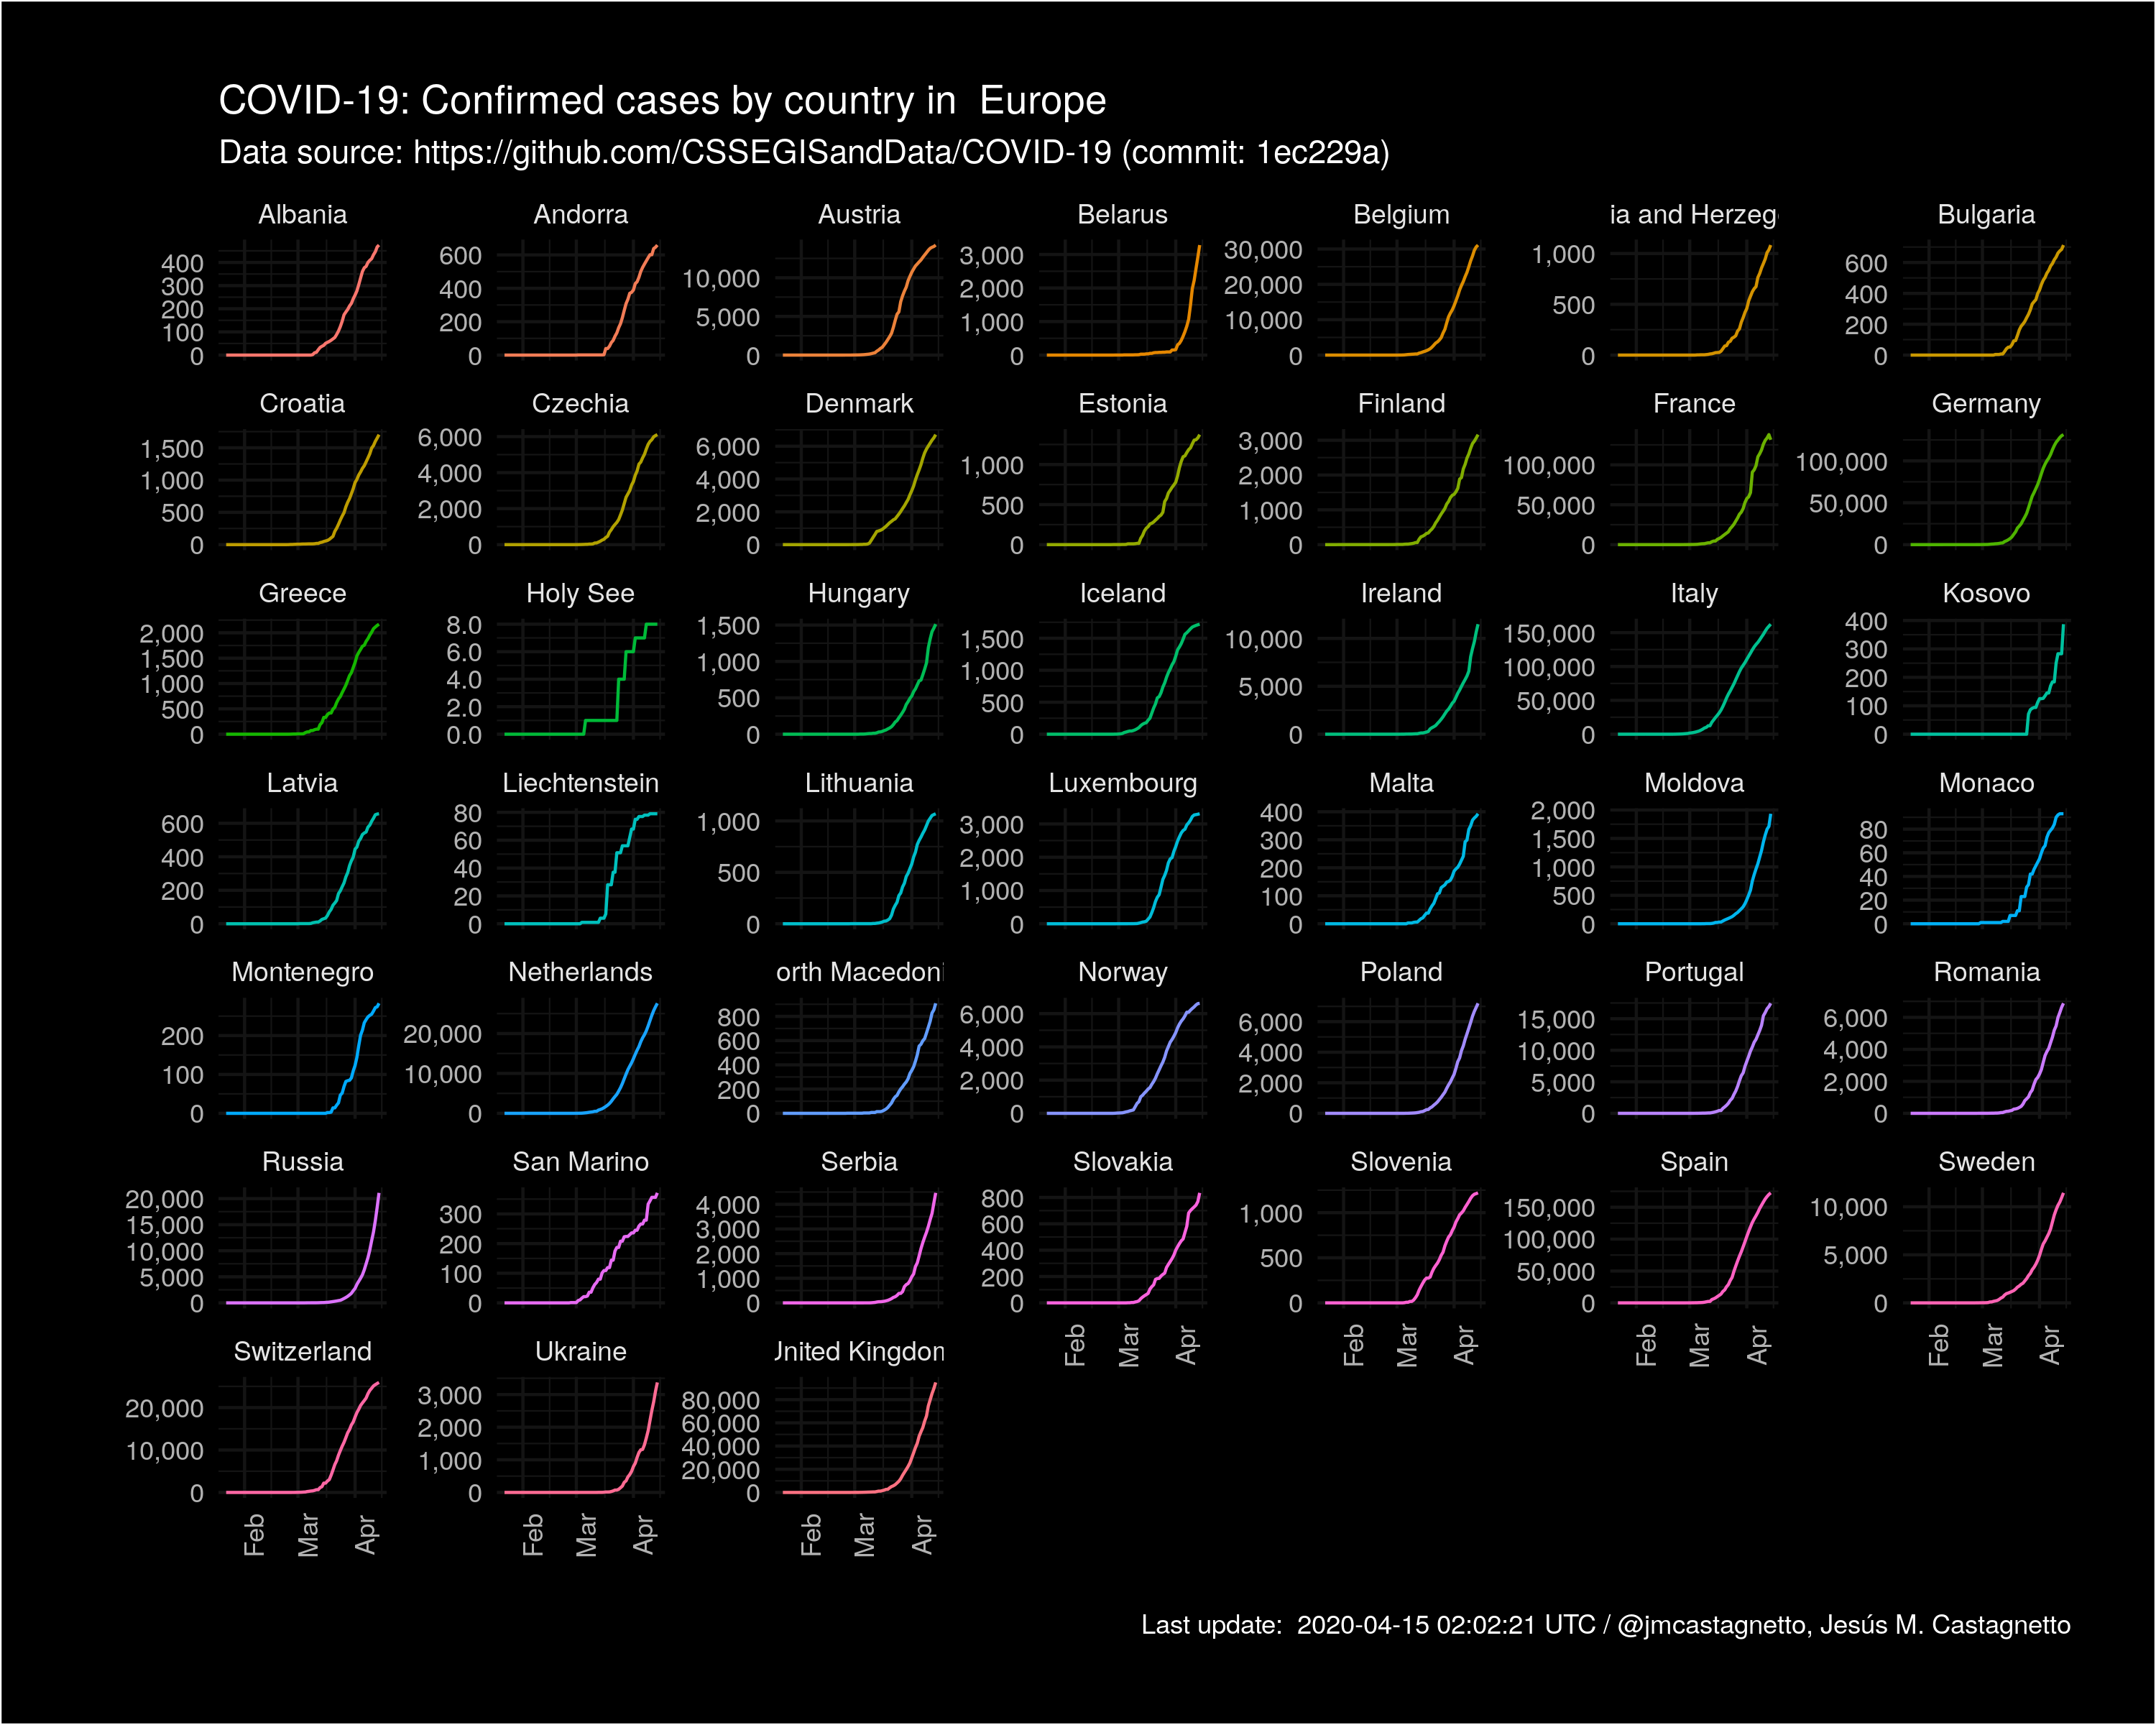 COVID-19: Confirmed cases by country in  Europe
Data source: https://github.com/CSSEGISandData/COVID-19 (commit: 1ec229a)
Albania Andorra Austria Belarus Belgium ia and Herzeg Bulgaria
400 300 200 100 0
600 400 200 0
10,000 5,000 0
3,000 2,000 1,000 0
30,000 20,000 10,000 0
1,000 500 0
600 400 200 0
Croatia Czechia Denmark Estonia Finland France Germany
1,500 1,000 500 0
6,000 4,000 2,000 0
6,000 4,000 2,000 0
1,000 500 0
3,000 2,000 1,000 0
100,000 50,000 0
100,000 50,000 0
Greece Holy See Hungary Iceland Ireland Italy Kosovo
2,000 1,500 1,000 500 0
8.0 6.0 4.0 2.0 0.0
1,500 1,000 500 0
1,500 1,000 500 0
10,000 5,000 0
150,000 100,000 50,000 0
400 300 200 100 0
Latvia Liechtenstein Lithuania Luxembourg Malta Moldova Monaco
600 400 200 0
80 60 40 20 0
1,000 500 0
3,000 2,000 1,000 0
400 300 200 100 0
2,000 1,500 1,000 500 0
80 60 40 20 0
Montenegro Netherlands orth Macedoni Norway Poland Portugal Romania
200 100 0
20,000 10,000 0
800 600 400 200 0
6,000 4,000 2,000 0
6,000 4,000 2,000 0
15,000 10,000 5,000 0
6,000 4,000 2,000 0
Russia San Marino Serbia Slovakia Slovenia Spain Sweden
20,000 15,000 10,000 5,000 0
300 200 100 0
4,000 3,000 2,000 1,000 0
800 600 400 200 0
1,000 500 0
150,000 100,000 50,000 0
10,000 5,000 0
Feb Mar Apr Feb Mar Apr Feb Mar Apr Feb Mar Apr
Switzerland Ukraine United Kingdom
20,000 10,000 0
3,000 2,000 1,000 0
80,000 60,000 40,000 20,000 0
Feb Mar Apr Feb Mar Apr Feb Mar Apr
Last update:  2020-04-15 02:02:21 UTC / @jmcastagnetto, Jesús M. Castagnetto